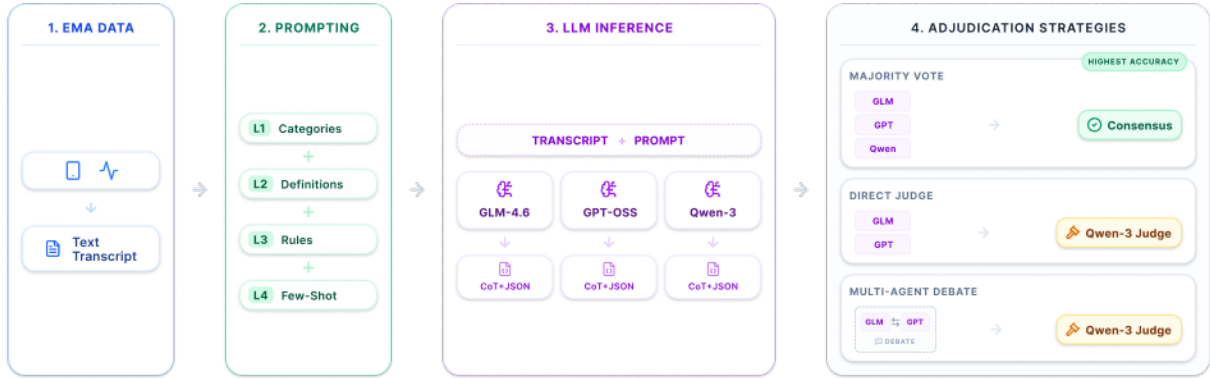 1. EMA DATA
Text
Transcript
2. PROMPTING
L1 Categories
+
L2 Definitions
+
L3 Rules
+
L4 Few-Shot
3. LLM INFERENCE
TRANSCRIPT + PROMPT
GLM-4.6
GPT-OSS
Qwen-3
CoT+JSON
CoT+JSON
CoT+JSON
4. ADJUDICATION STRATEGIES
HIGHEST ACCURACY
MAJORITY VOTE
GLM
GPT
Qwen
Consensus
DIRECT JUDGE
GLM
GPT
Qwen-3 Judge
MULTI-AGENT DEBATE
GLM GPT
DEBATE
Qwen-3 Judge